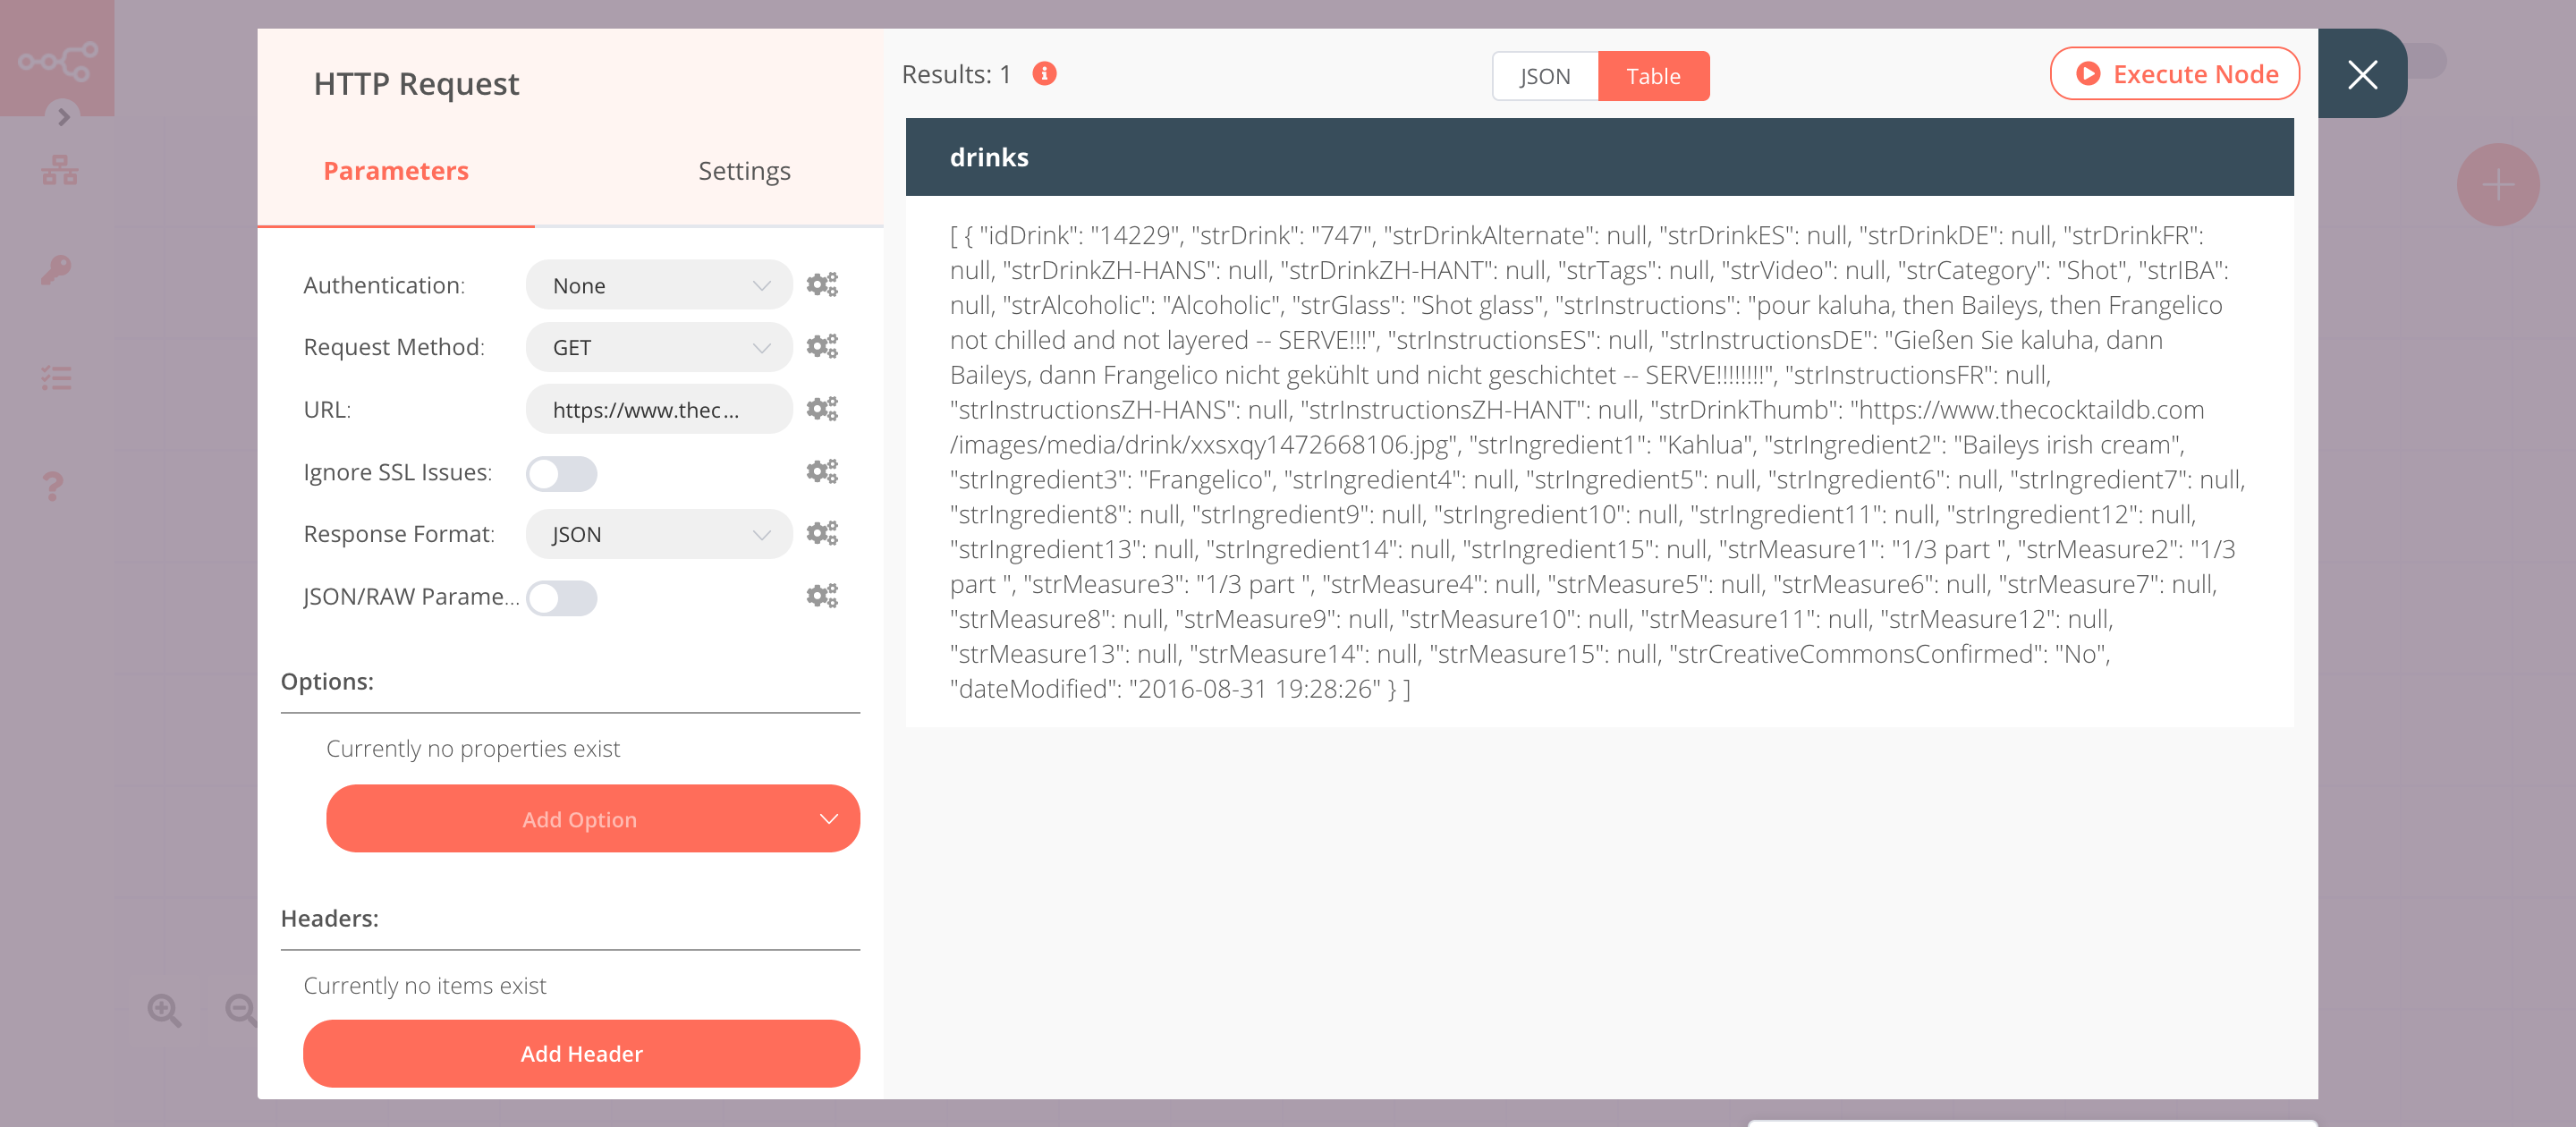 HTTP Request
Parameters
Settings
Authentication:
None
Request Method:
GET
URL:
https://www.thec...
Ignore SSL Issues:
Response Format:
JSON
JSON/RAW Parame...
Options:
Currently no properties exist
Add Option
Headers:
Currently no items exist
Add Header
Results: 1
JSON
Table
Execute Node
drinks
[ { "idDrink": "14229", "strDrink": "747", "strDrinkAlternate": null, "strDrinkES": null, "strDrinkDE": null, "strDrinkFR":
null, "strDrinkZH-HANS": null, "strDrinkZH-HANT": null, "strTags": null, "strVideo": null, "strCategory": "Shot", "strIBA":
null, "strAlcoholic": "Alcoholic", "strGlass": "Shot glass", "strInstructions": "pour kaluha, then Baileys, then Frangelico
not chilled and not layered -- SERVE!!!", "strInstructionsES": null, "strInstructionsDE": "Gießen Sie kaluha, dann
Baileys, dann Frangelico nicht gekühlt und nicht geschichtet -- SERVE!!!!!!!!", "strInstructionsFR": null,
"strInstructionsZH-HANS": null, "strInstructionsZH-HANT": null, "strDrinkThumb": "https://www.thecocktaildb.com
/images/media/drink/xxsxqy1472668106.jpg", "strIngredient1": "Kahlua", "strIngredient2": "Baileys irish cream",
"strIngredient3": "Frangelico", "strIngredient4": null, "strIngredient5": null, "strIngredient6": null, "strIngredient7": null,
"strIngredient8": null, "strIngredient9": null, "strIngredient10": null, "strIngredient11": null, "strIngredient12": null,
"strIngredient13": null, "strIngredient14": null, "strIngredient15": null, "strMeasure1": "1/3 part ", "strMeasure2": "1/3
part ", "strMeasure3": "1/3 part ", "strMeasure4": null, "strMeasure5": null, "strMeasure6": null, "strMeasure7": null,
"strMeasure8": null, "strMeasure9": null, "strMeasure10": null, "strMeasure11": null, "strMeasure12": null,
"strMeasure13": null, "strMeasure14": null, "strMeasure15": null, "strCreativeCommonsConfirmed": "No",
"dateModified": "2016-08-31 19:28:26" } ]